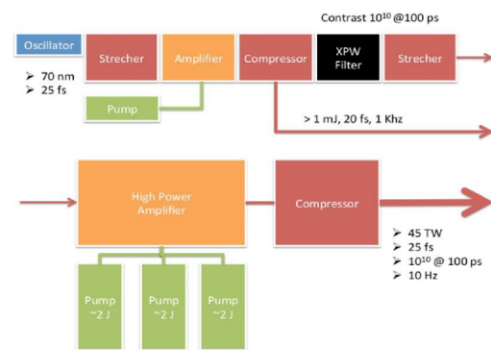 Contrast 10¹⁰ @100 ps
Oscillator
Strecher
Amplifier
Compressor
XPW
Filter
Strecher
➢ 70 nm
➢ 25 fs
Pump
> 1 mJ, 20 fs, 1 Khz
High Power
Amplifier
Compressor
➢ 45 TW
➢ 25 fs
➢ 10¹⁰ @ 100 ps
➢ 10 Hz
Pump
~2 J
Pump
~2 J
Pump
~2 J